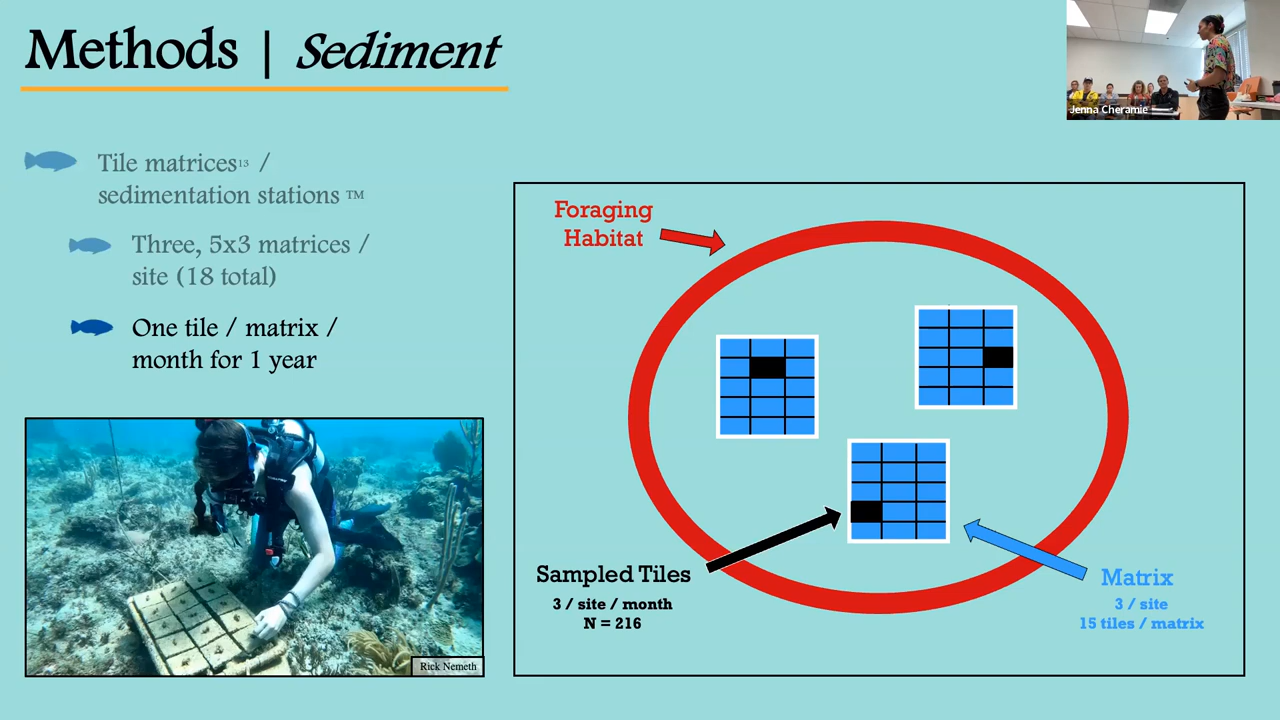 Methods | Sediment
Jenna Cheramie
Tile matrices¹³ /
sedimentation stations ™
Three, 5x3 matrices /
site (18 total)
One tile / matrix /
month for 1 year
Rick Nemeth
Foraging
Habitat
Sampled Tiles
3 / site / month
N = 216
Matrix
3 / site
15 tiles / matrix